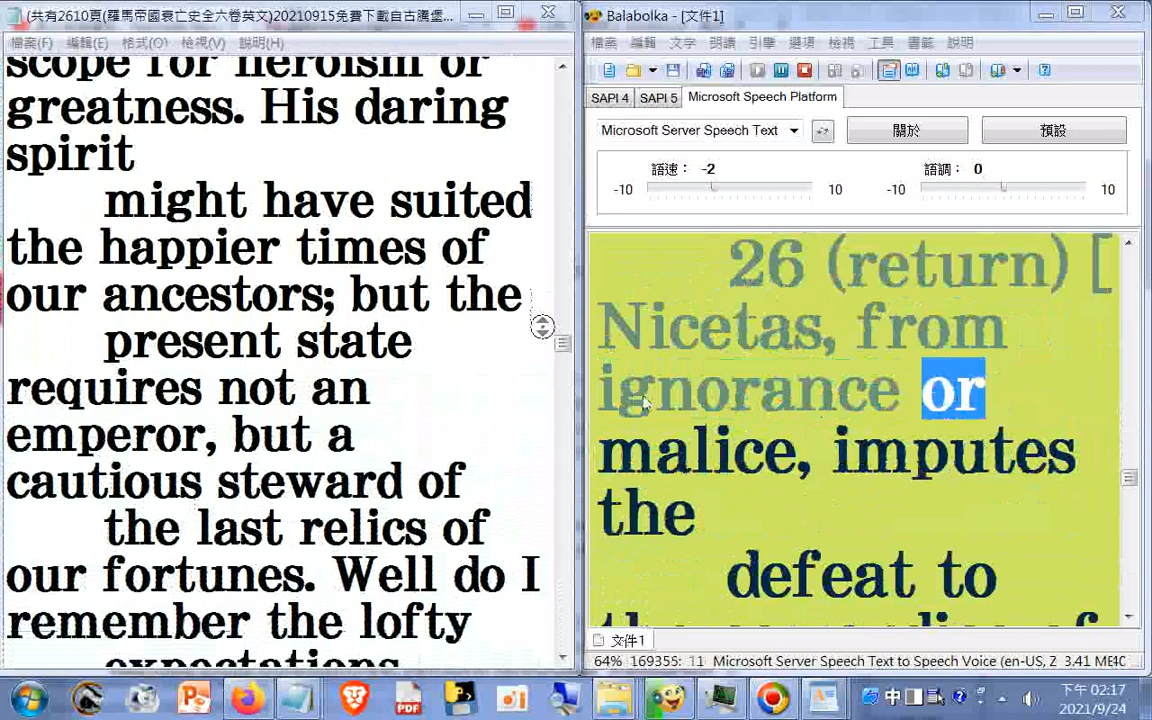 (共有2610頁(羅馬帝國衰亡史全六卷英文)20210915免費下載自古騰堡...
檔案(F) 編輯(E) 格式(O) 檢視(V) 說明(H)
scope for heroism or
greatness. His daring
spirit
might have suited
the happier times of
our ancestors; but the
present state
requires not an
emperor, but a
cautious steward of
the last relics of
our fortunes. Well do I
remember the lofty
expectations
Balabolka - [文件1]
檔案 編輯 文字 朗讀 引擎 選項 檢視 工具 書籤 說明
SAPI 4 SAPI 5 Microsoft Speech Platform
Microsoft Server Speech Text 關於 預設
語速： -2 語調： 0
-10 10 -10 10
26 (return) [
Nicetas, from
ignorance or
malice, imputes
the
defeat to
文件1
64% 169355: 11 Microsoft Server Speech Text to Speech Voice (en-US, Z 3.41 ME4C
中 下午 02:17
2021/9/24